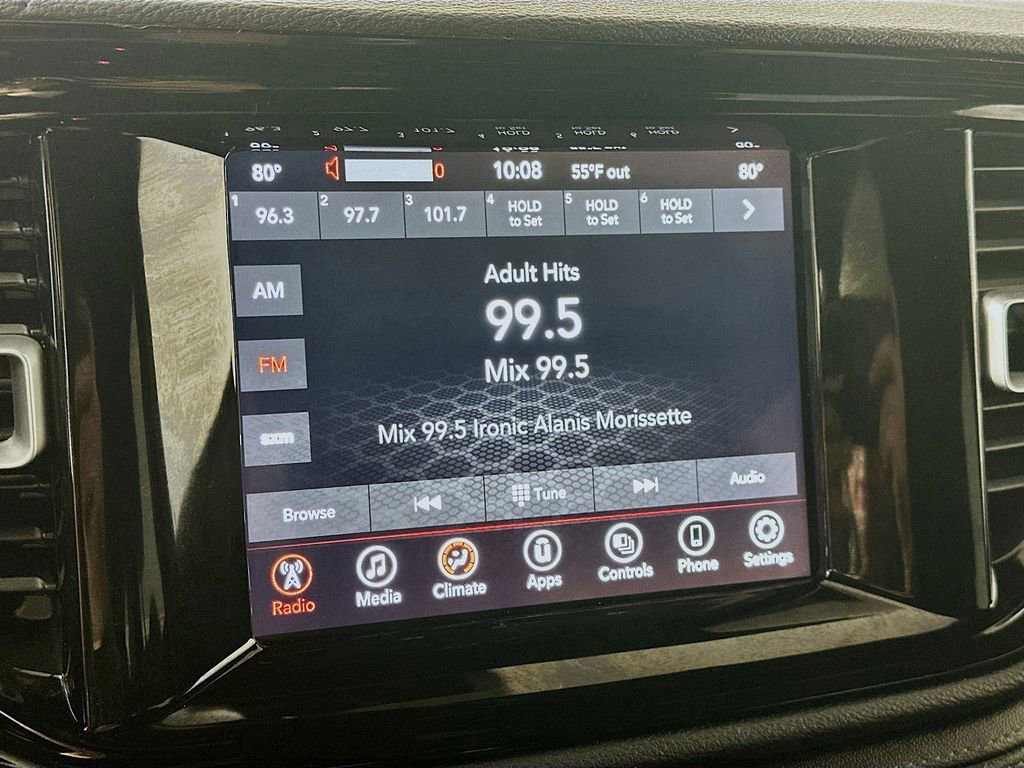 80° 0 10:08 55°F out 80°
1 96.3 2 97.7 3 101.7 4 HOLD to Set 5 HOLD to Set 6 HOLD to Set
AM
Adult Hits
99.5
FM
Mix 99.5
sxm
Mix 99.5 Ironic Alanis Morissette
Browse Tune Audio
Radio Media Climate Apps Controls Phone Settings